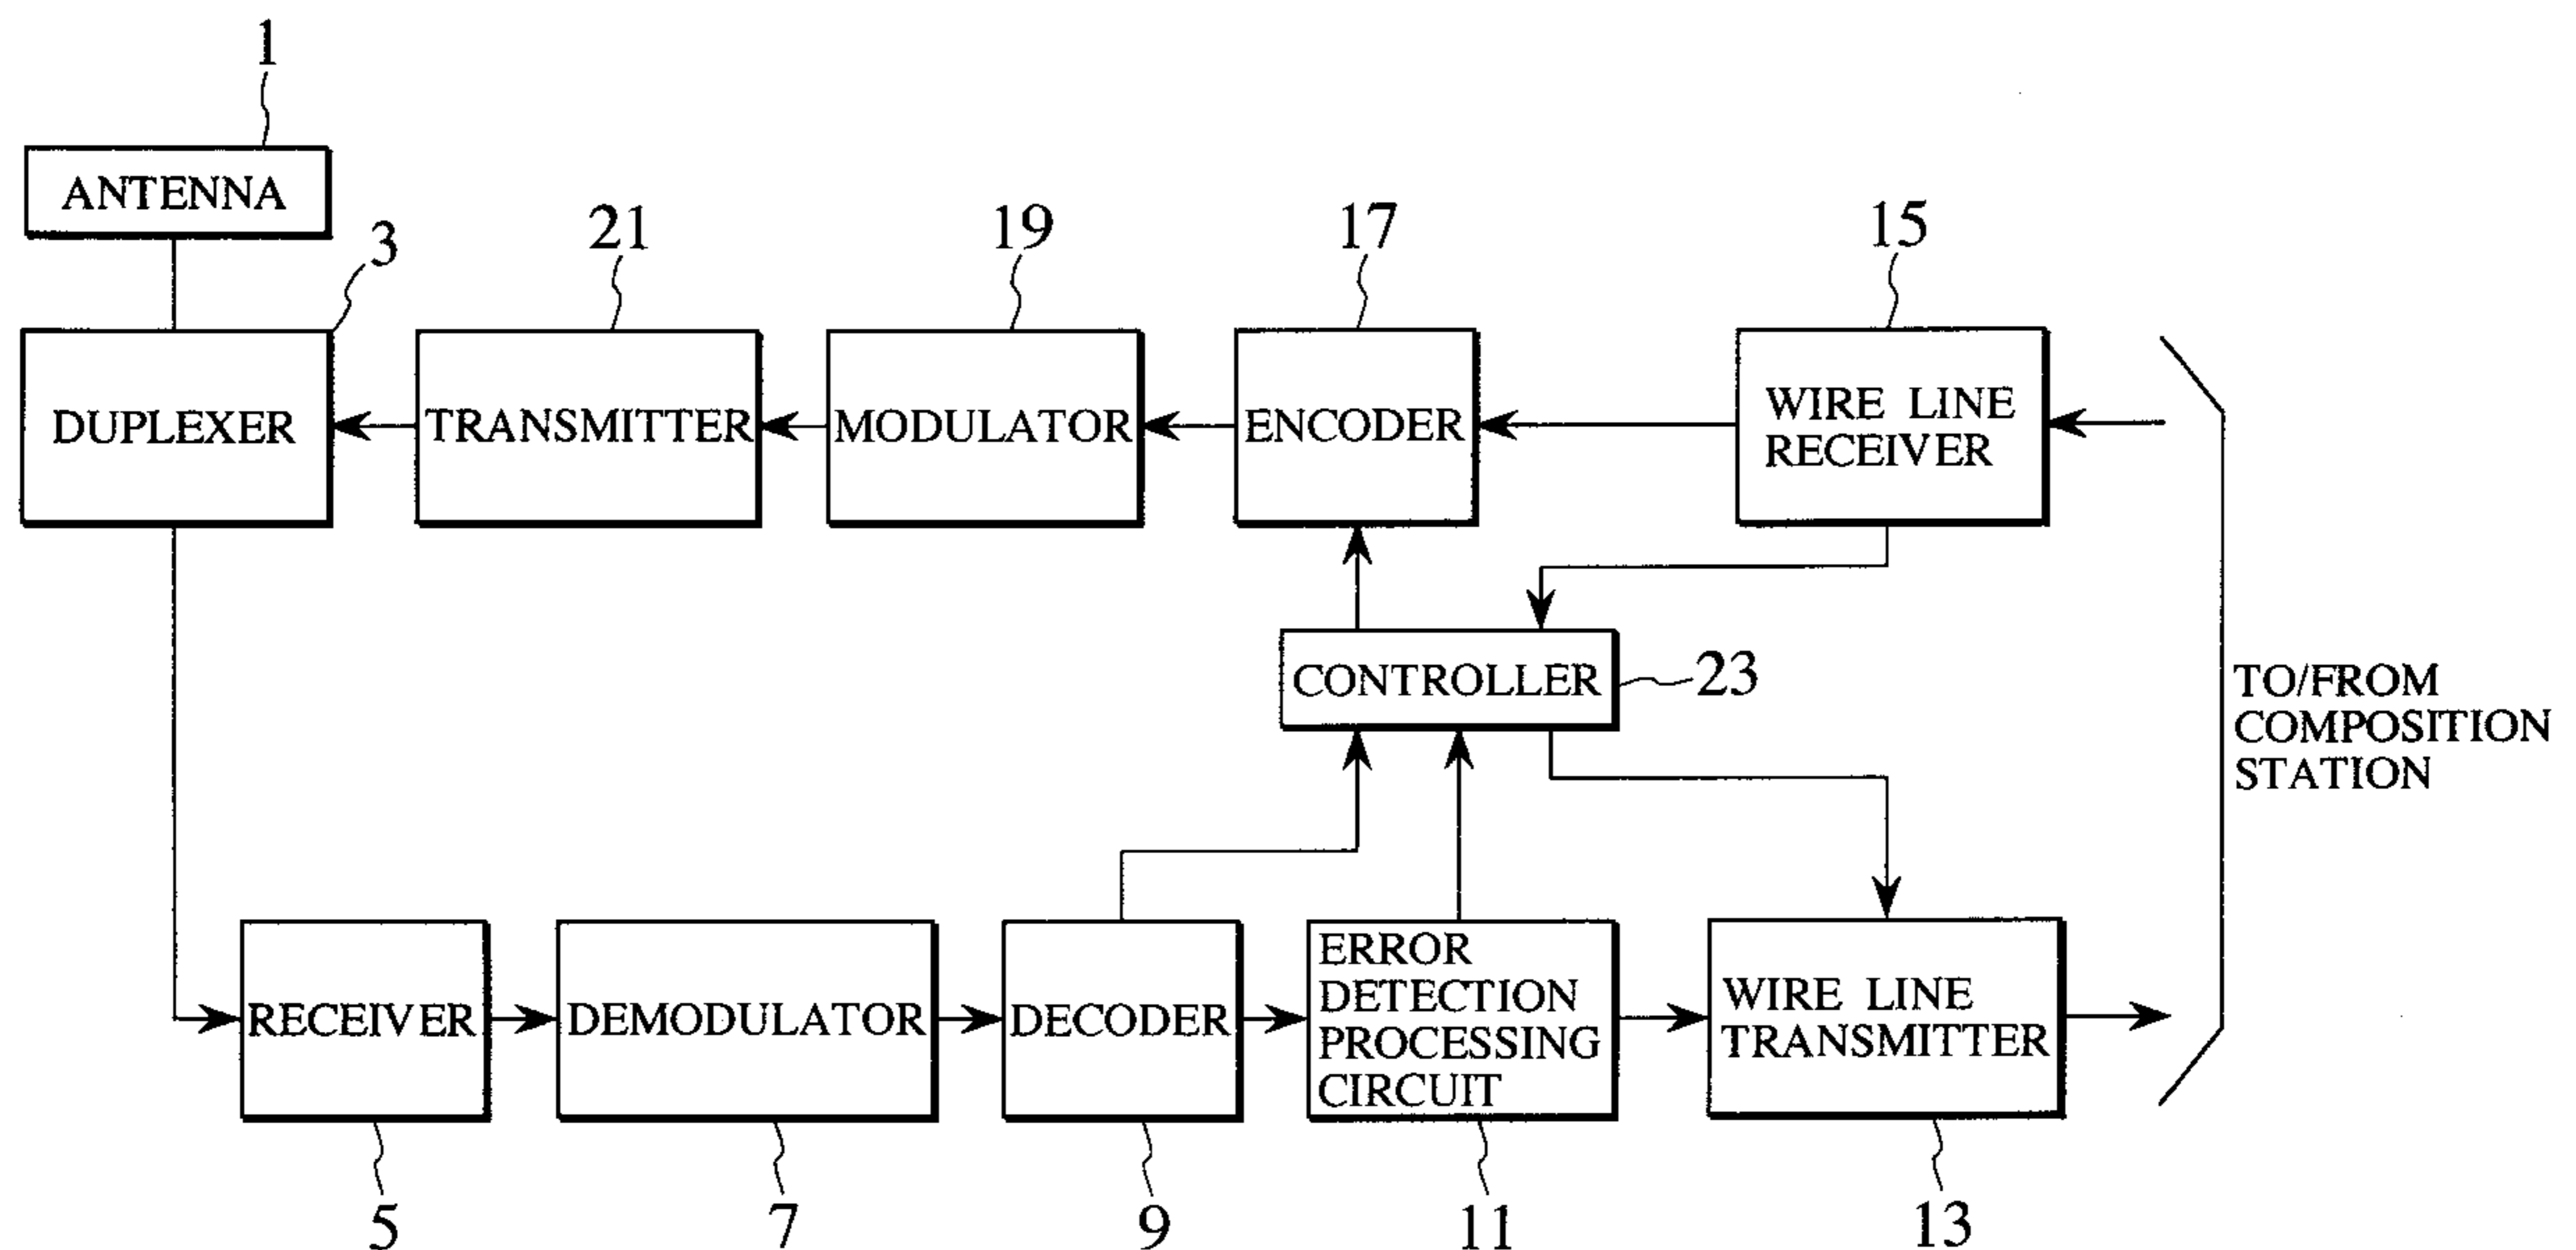 1
ANTENNA
3
21
19
17
15
DUPLEXER
TRANSMITTER
MODULATOR
ENCODER
WIRE LINE
RECEIVER
CONTROLLER
23
TO/FROM
COMPOSITION
STATION
RECEIVER
DEMODULATOR
DECODER
ERROR
DETECTION
PROCESSING
CIRCUIT
WIRE LINE
TRANSMITTER
5
7
9
11
13